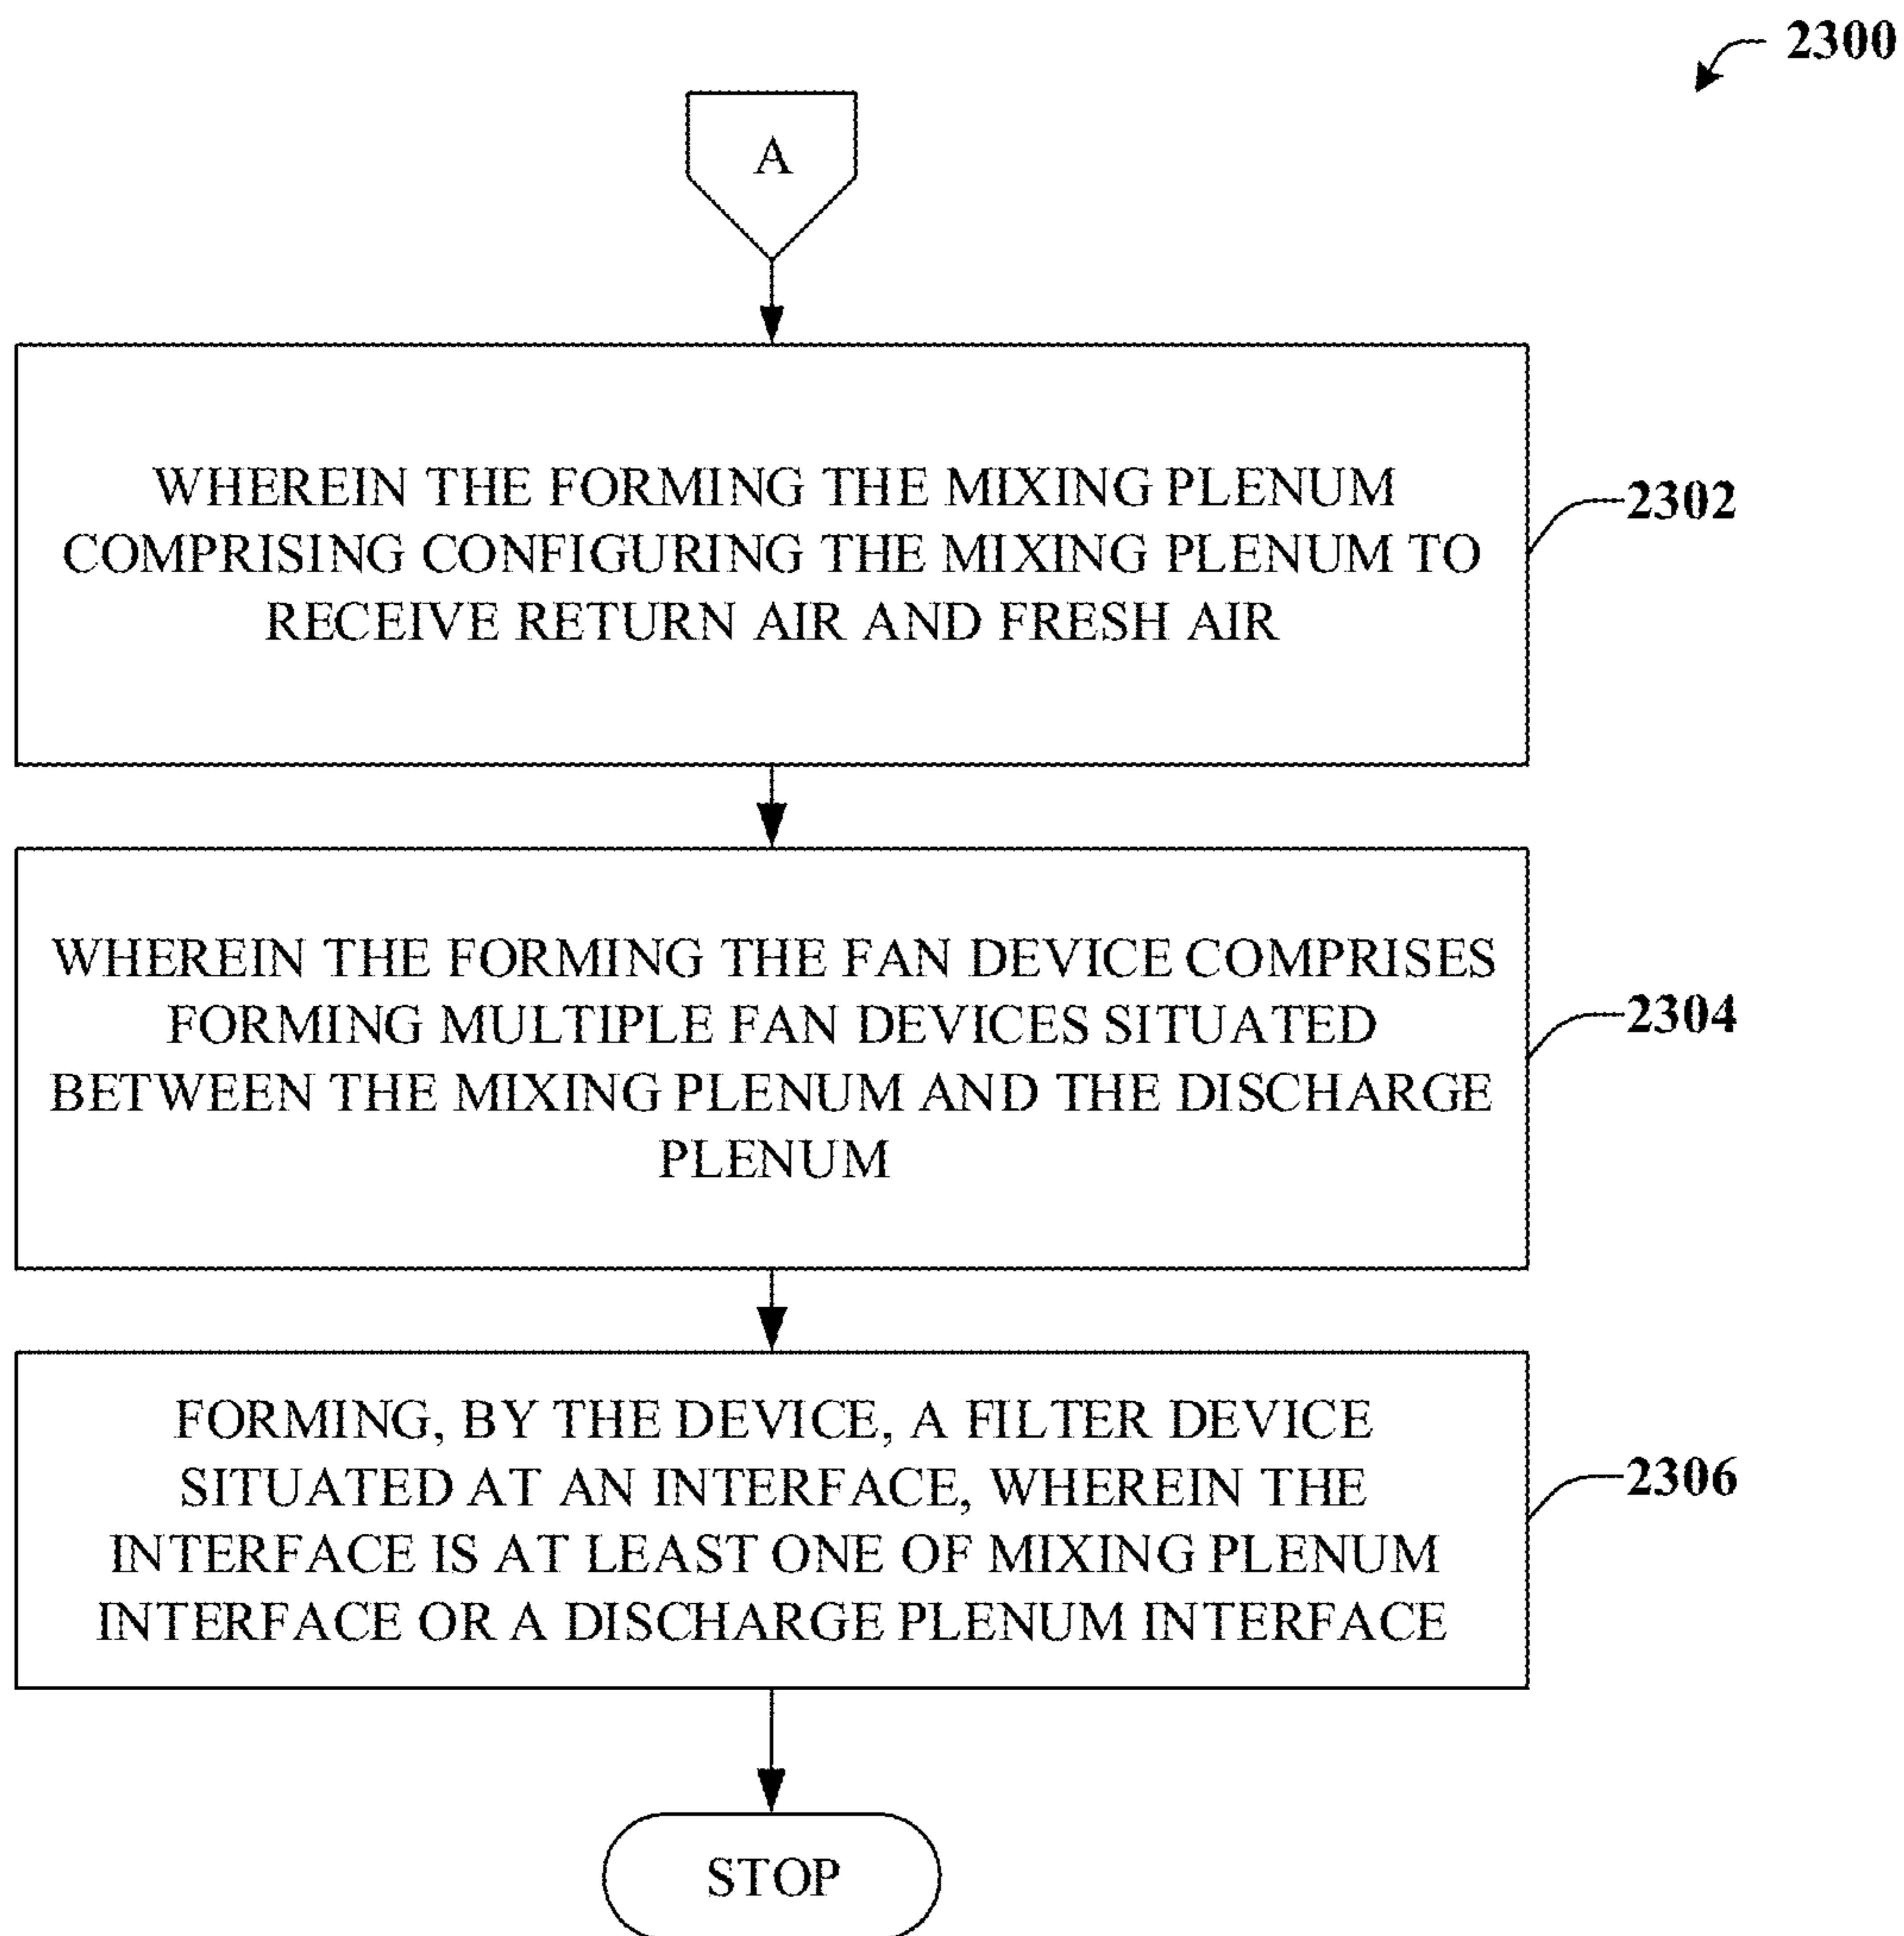 2300
A
WHEREIN THE FORMING THE MIXING PLENUM
COMPRISING CONFIGURING THE MIXING PLENUM TO
RECEIVE RETURN AIR AND FRESH AIR
2302
WHEREIN THE FORMING THE FAN DEVICE COMPRISES
FORMING MULTIPLE FAN DEVICES SITUATED
BETWEEN THE MIXING PLENUM AND THE DISCHARGE
PLENUM
2304
FORMING, BY THE DEVICE, A FILTER DEVICE
SITUATED AT AN INTERFACE, WHEREIN THE
INTERFACE IS AT LEAST ONE OF MIXING PLENUM
INTERFACE OR A DISCHARGE PLENUM INTERFACE
2306
STOP